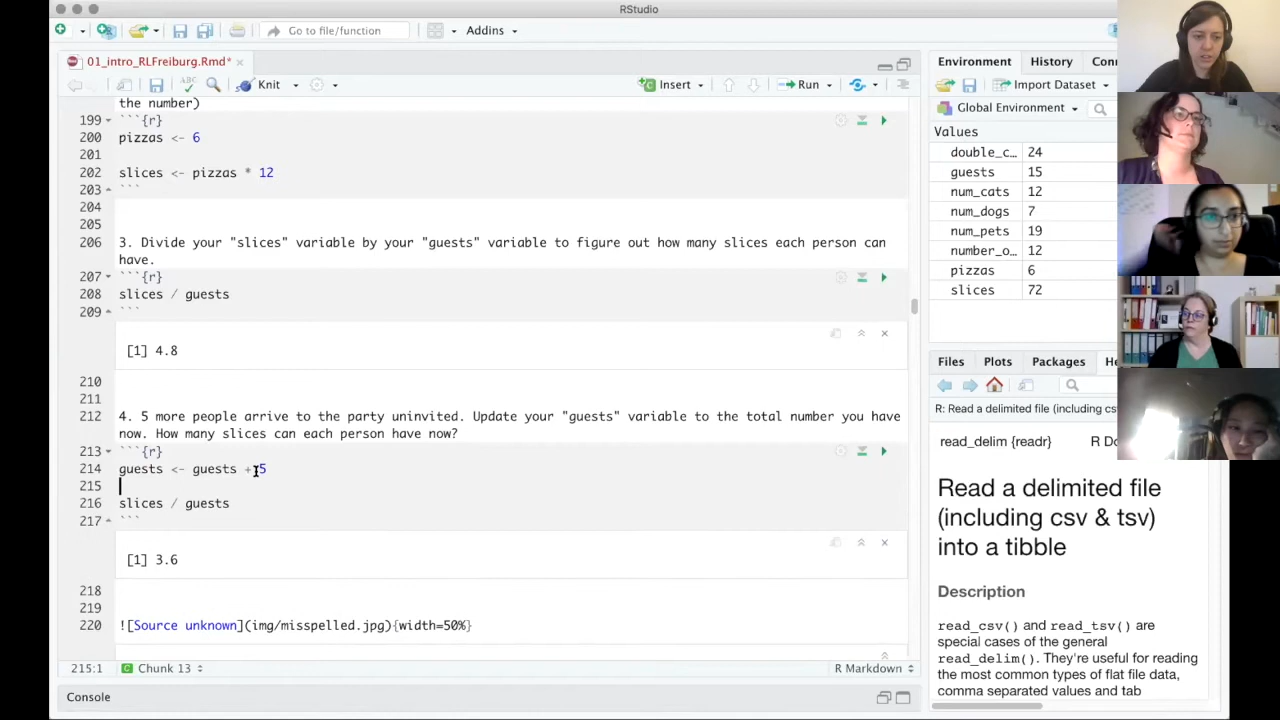 RStudio
Go to file/function
Addins
01_intro_RLFreiburg.Rmd*
Environment
History
Con
Knit
Insert
Run
Import Dataset
Global Environment
the number)
199 ```{r}
200 pizzas <- 6
201
202 slices <- pizzas * 12
203 ```
204
205
206 3. Divide your "slices" variable by your "guests" variable to figure out how many slices each person can
have.
207 ```{r}
208 slices / guests
209 ```
[1] 4.8
210
211
212 4. 5 more people arrive to the party uninvited. Update your "guests" variable to the total number you have
now. How many slices can each person have now?
213 ```{r}
214 guests <- guests + 5
215
216 slices / guests
217 ```
[1] 3.6
218
219
220 ![Source unknown](img/misspelled.jpg){width=50%}
215:1
Chunk 13
R Markdown
Console
Values
double_c… 24
guests 15
num_cats 12
num_dogs 7
num_pets 19
number_o… 12
pizzas 6
slices 72
Files
Plots
Packages
He
R: Read a delimited file (including cs
read_delim {readr}
R Do
Read a delimited file
(including csv & tsv)
into a tibble
Description
read_csv() and read_tsv() are
special cases of the general
read_delim(). They're useful for reading
the most common types of flat file data,
comma separated values and tab